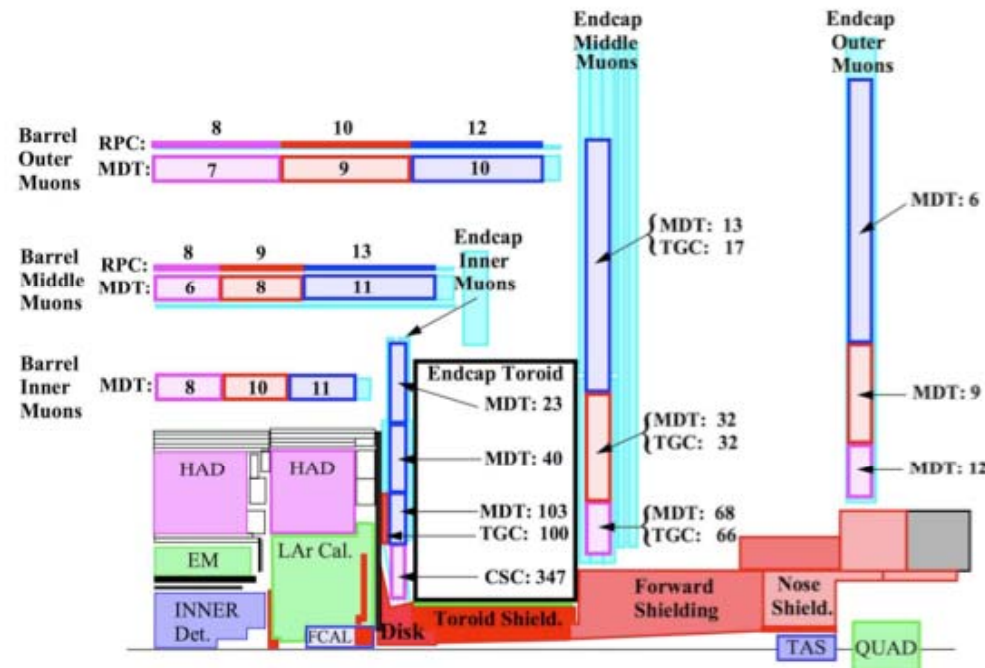 Endcap
Middle
Muons
Endcap
Outer
Muons
Barrel
Outer
Muons
RPC:
8 10 12
MDT:
7 9 10
Barrel
Middle
Muons
RPC:
8 9 13
MDT:
6 8 11
Endcap
Inner
Muons
Barrel
Inner
Muons
MDT:
8 10 11
Endcap Toroid
MDT: 23
MDT: 40
MDT: 103
TGC: 100
CSC: 347
{MDT: 13
{TGC: 17
{MDT: 32
{TGC: 32
{MDT: 68
{TGC: 66
MDT: 6
MDT: 9
MDT: 12
HAD
HAD
EM
LAr Cal.
INNER
Det.
FCAL
Disk
Toroid Shield.
Forward
Shielding
Nose
Shield.
TAS
QUAD